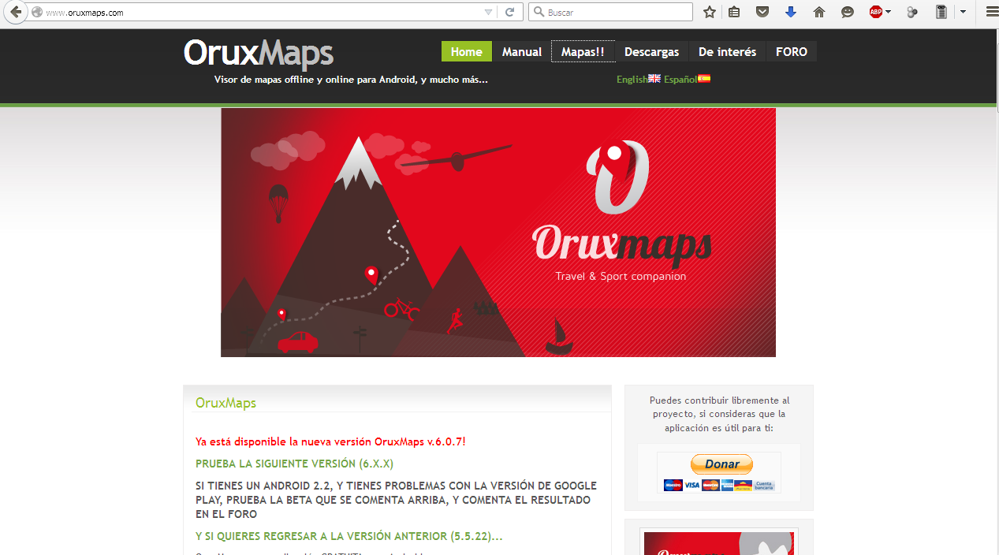 www.oruxmaps.com
Buscar
ABP
OruxMaps
Home Manual Mapas!! Descargas De interés FORO
Visor de mapas offline y online para Android, y mucho más...
English Español
Oruxmaps
Travel & Sport companion
OruxMaps
Ya está disponible la nueva versión OruxMaps v.6.0.7!
PRUEBA LA SIGUIENTE VERSIÓN (6.X.X)
SI TIENES UN ANDROID 2.2, Y TIENES PROBLEMAS CON LA VERSIÓN DE GOOGLE
PLAY, PRUEBA LA BETA QUE SE COMENTA ARRIBA, Y COMENTA EL RESULTADO
EN EL FORO
Y SI QUIERES REGRESAR A LA VERSIÓN ANTERIOR (5.5.22)...
Puedes contribuir libremente al
proyecto, si consideras que la
aplicación es útil para ti:
Donar
Maestro VISA MasterCard
Cuenta
bancaria